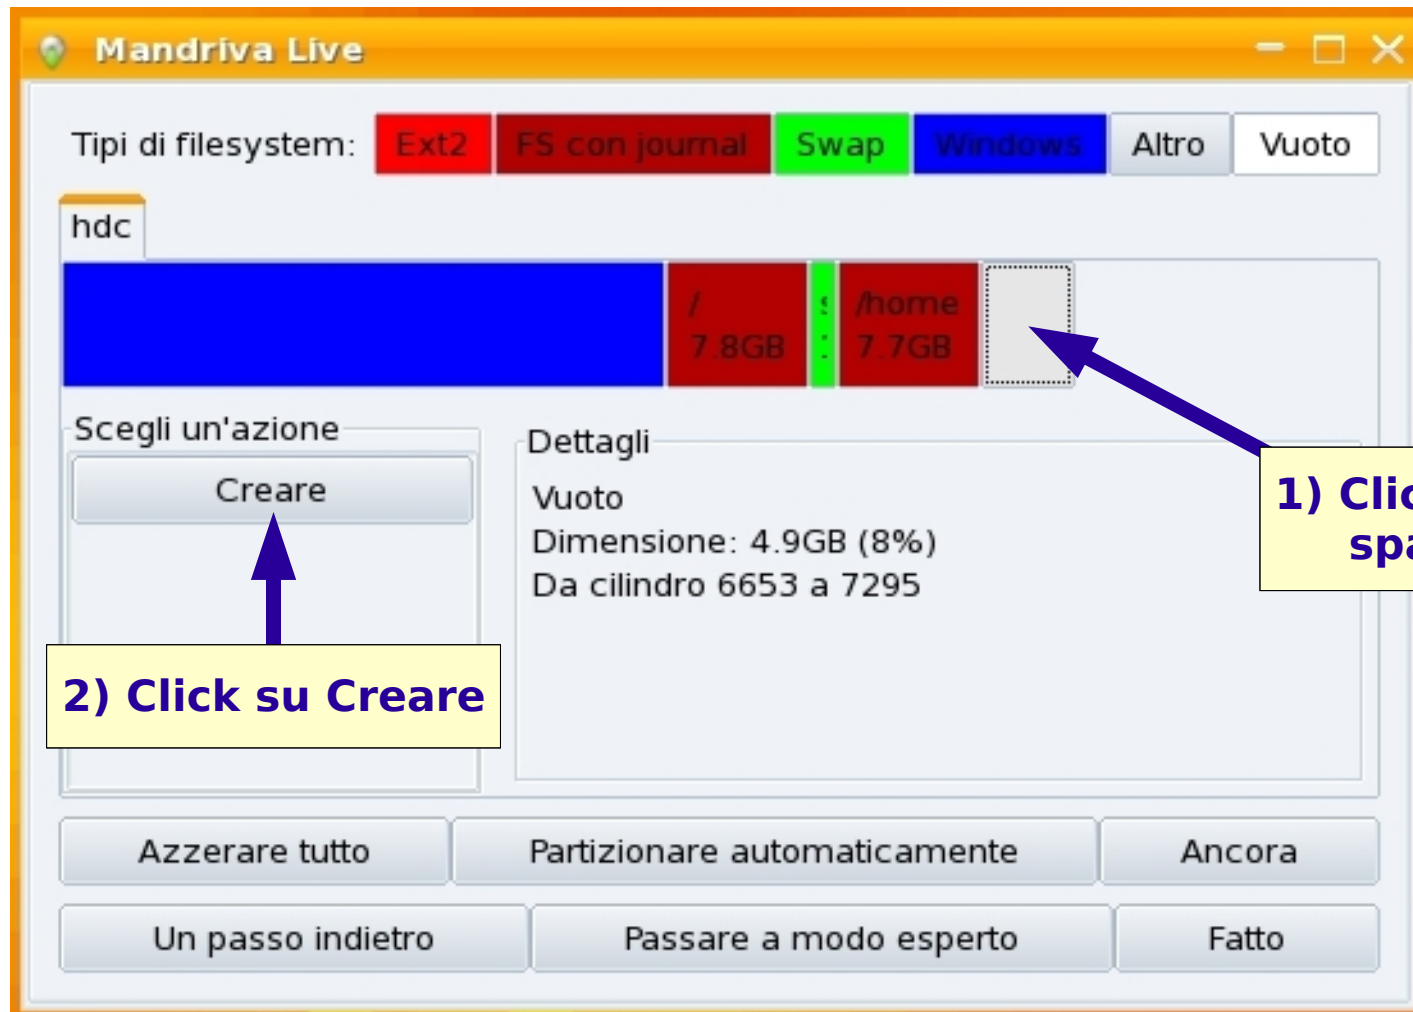 Mandriva Live
Tipi di filesystem: Ext2 FS con journal Swap Windows Altro Vuoto
hdc
/ /home
7.8GB 7.7GB
Scegli un'azione
Creare
Dettagli
Vuoto
Dimensione: 4.9GB (8%)
Da cilindro 6653 a 7295
1)
2) Click su Creare
Azzerare tutto Partizionare automaticamente Ancora
Un passo indietro Passare a modo esperto Fatto